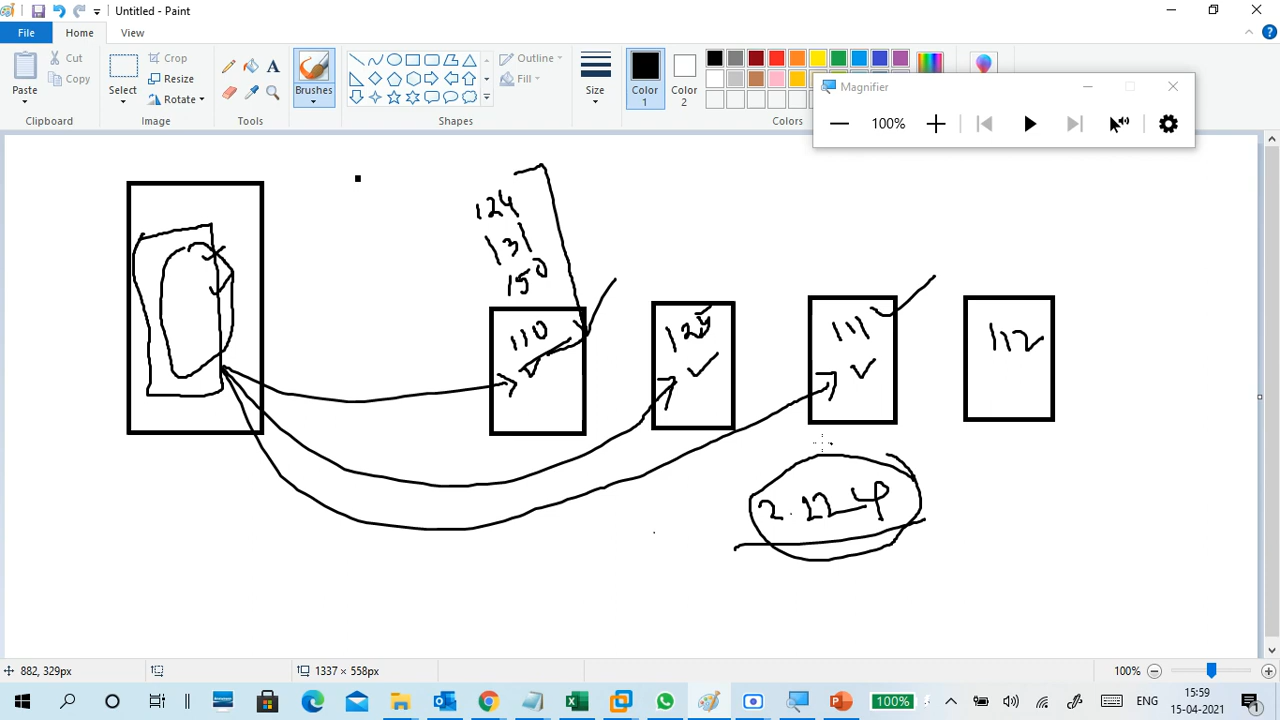 Untitled - Paint
File
Home
View
Paste
Cut
Copy
Clipboard
Select
Crop
Resize
Rotate
Image
A
Tools
Brushes
Shapes
Outline
Fill
Size
Color 1
Color 2
Colors
Magnifier
100%
124
131
150
110
125
111
112
882, 329px
1337 × 558px
100%
100%
ENG
15:59
15-04-2021